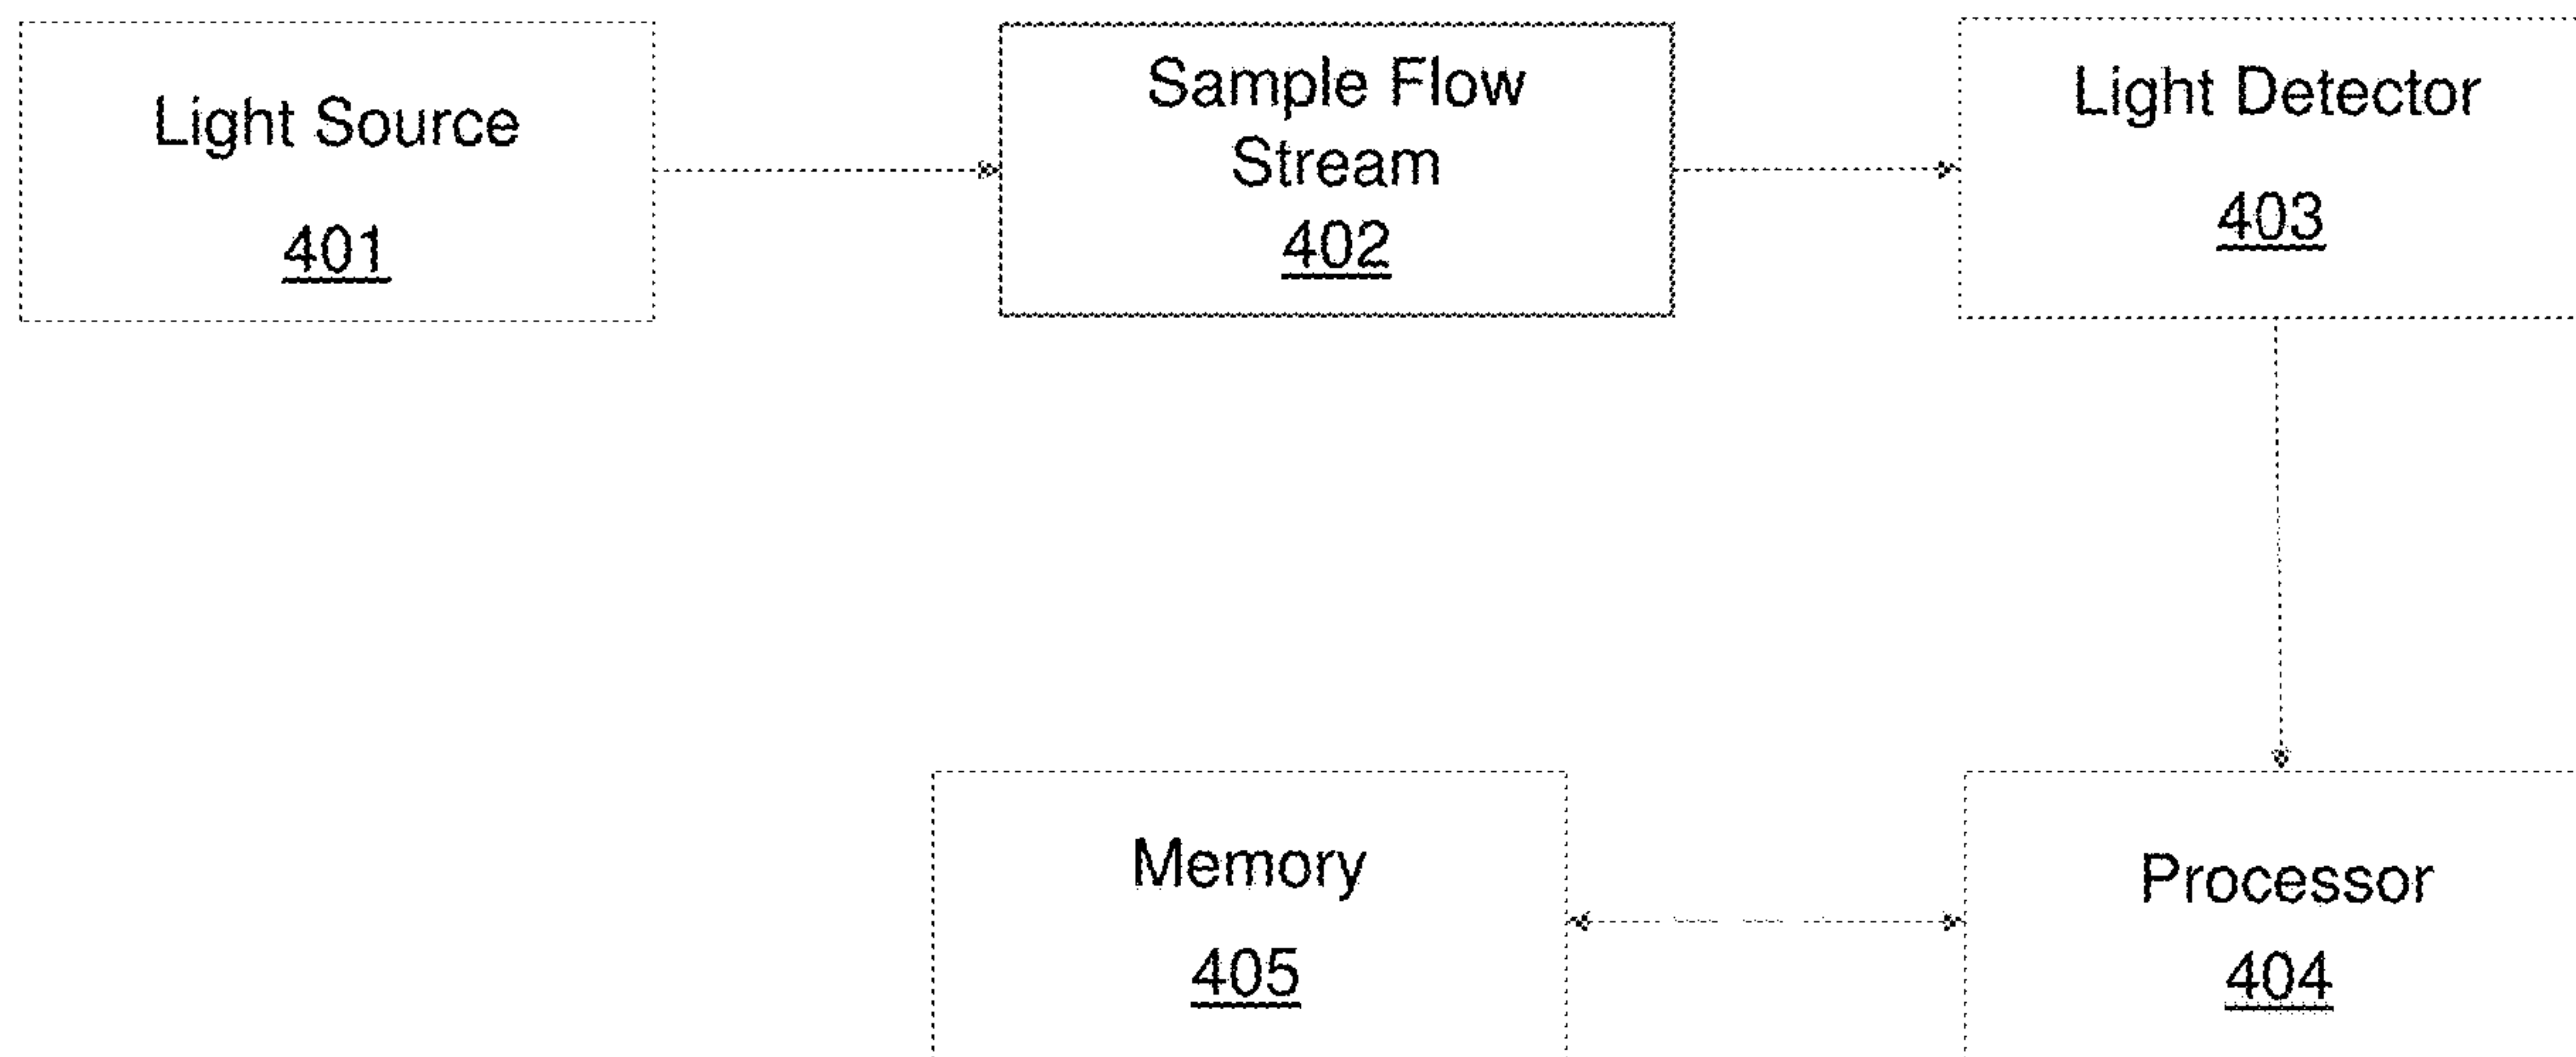 Light Source
401
Sample Flow
Stream
402
Light Detector
403
Memory
405
Processor
404